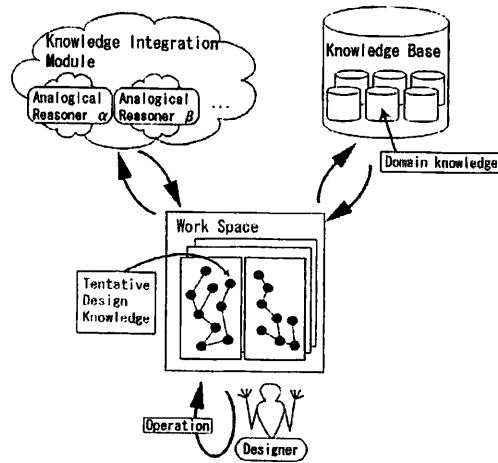 Knowledge Integration
Module
Analogical
Reasoner α
Analogical
Reasoner β
...
Knowledge Base
Domain knowledge
Work Space
Tentative
Design
Knowledge
Operation
Designer